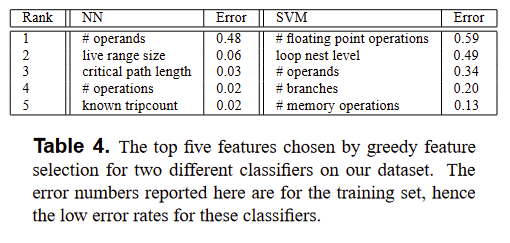 Rank NN Error SVM Error
1 # operands 0.48 # floating point operations 0.59
2 live range size 0.06 loop nest level 0.49
3 critical path length 0.03 # operands 0.34
4 # operations 0.02 # branches 0.20
5 known tripcount 0.02 # memory operations 0.13
Table 4. The top five features chosen by greedy feature
selection for two different classifiers on our dataset. The
error numbers reported here are for the training set, hence
the low error rates for these classifiers.